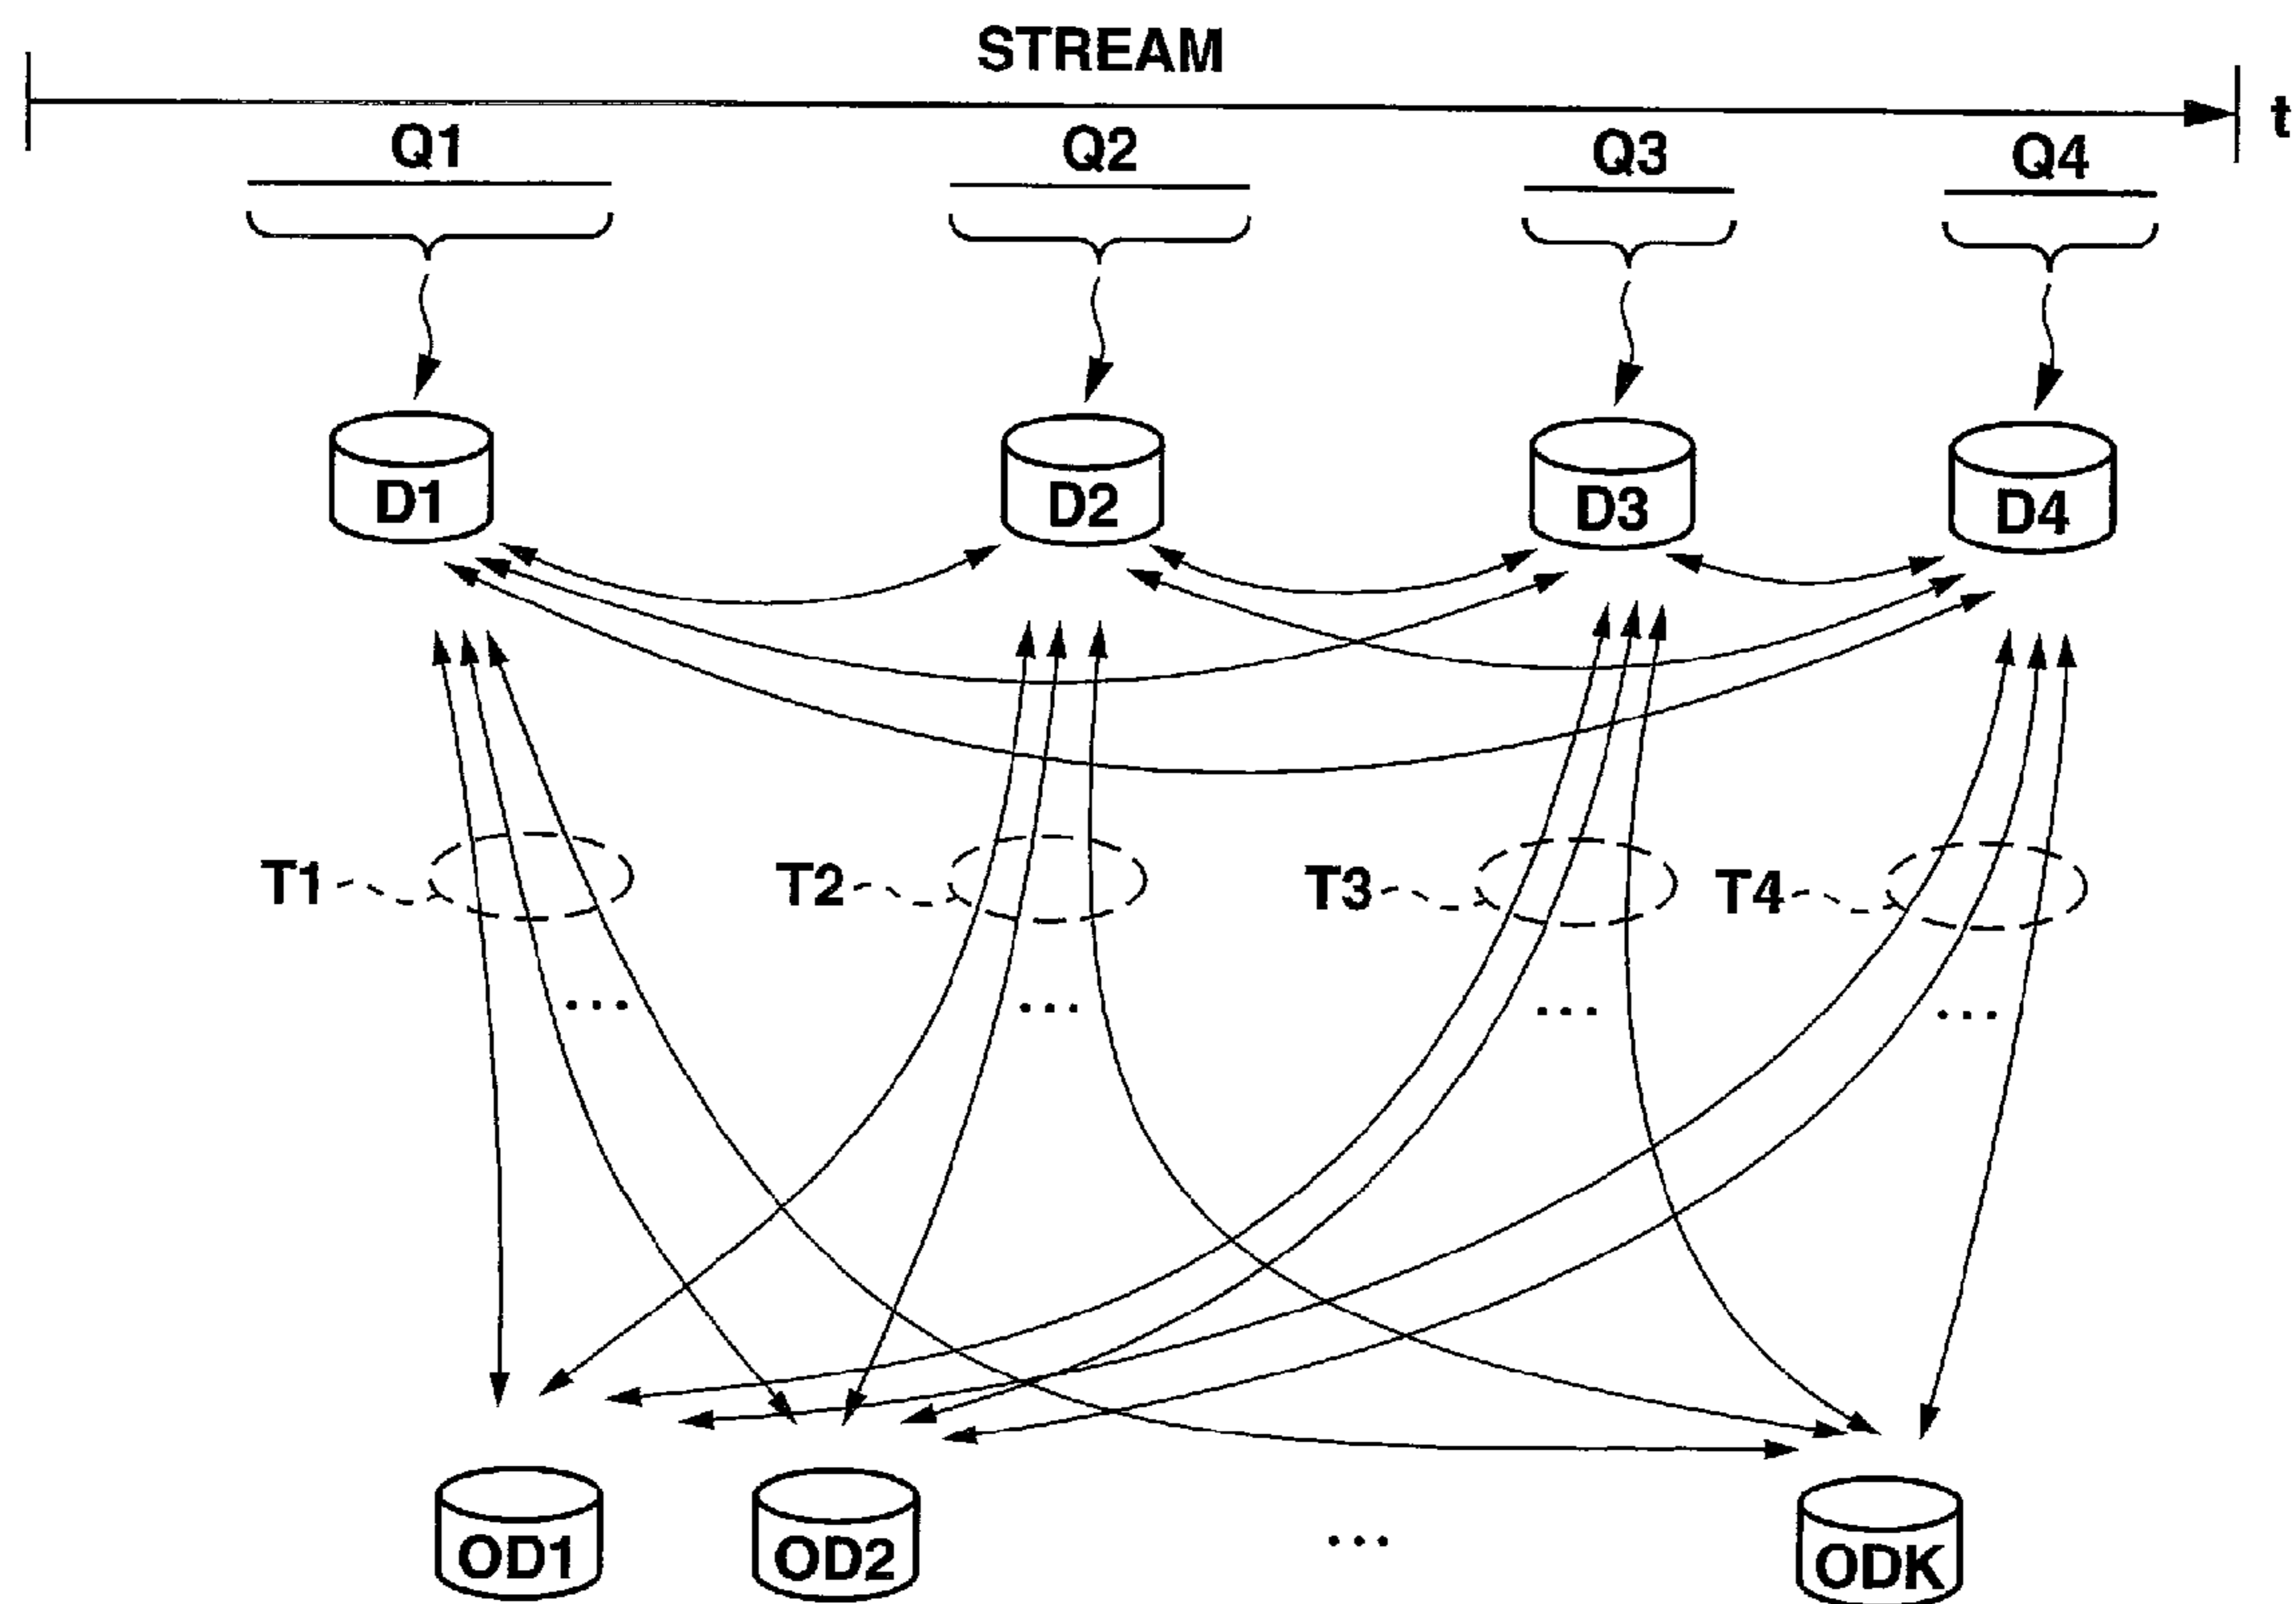 STREAM
t
Q1 Q2 Q3 Q4
D1 D2 D3 D4
T1 T2 T3 T4
... ... ... ...
OD1 OD2 ... ODK